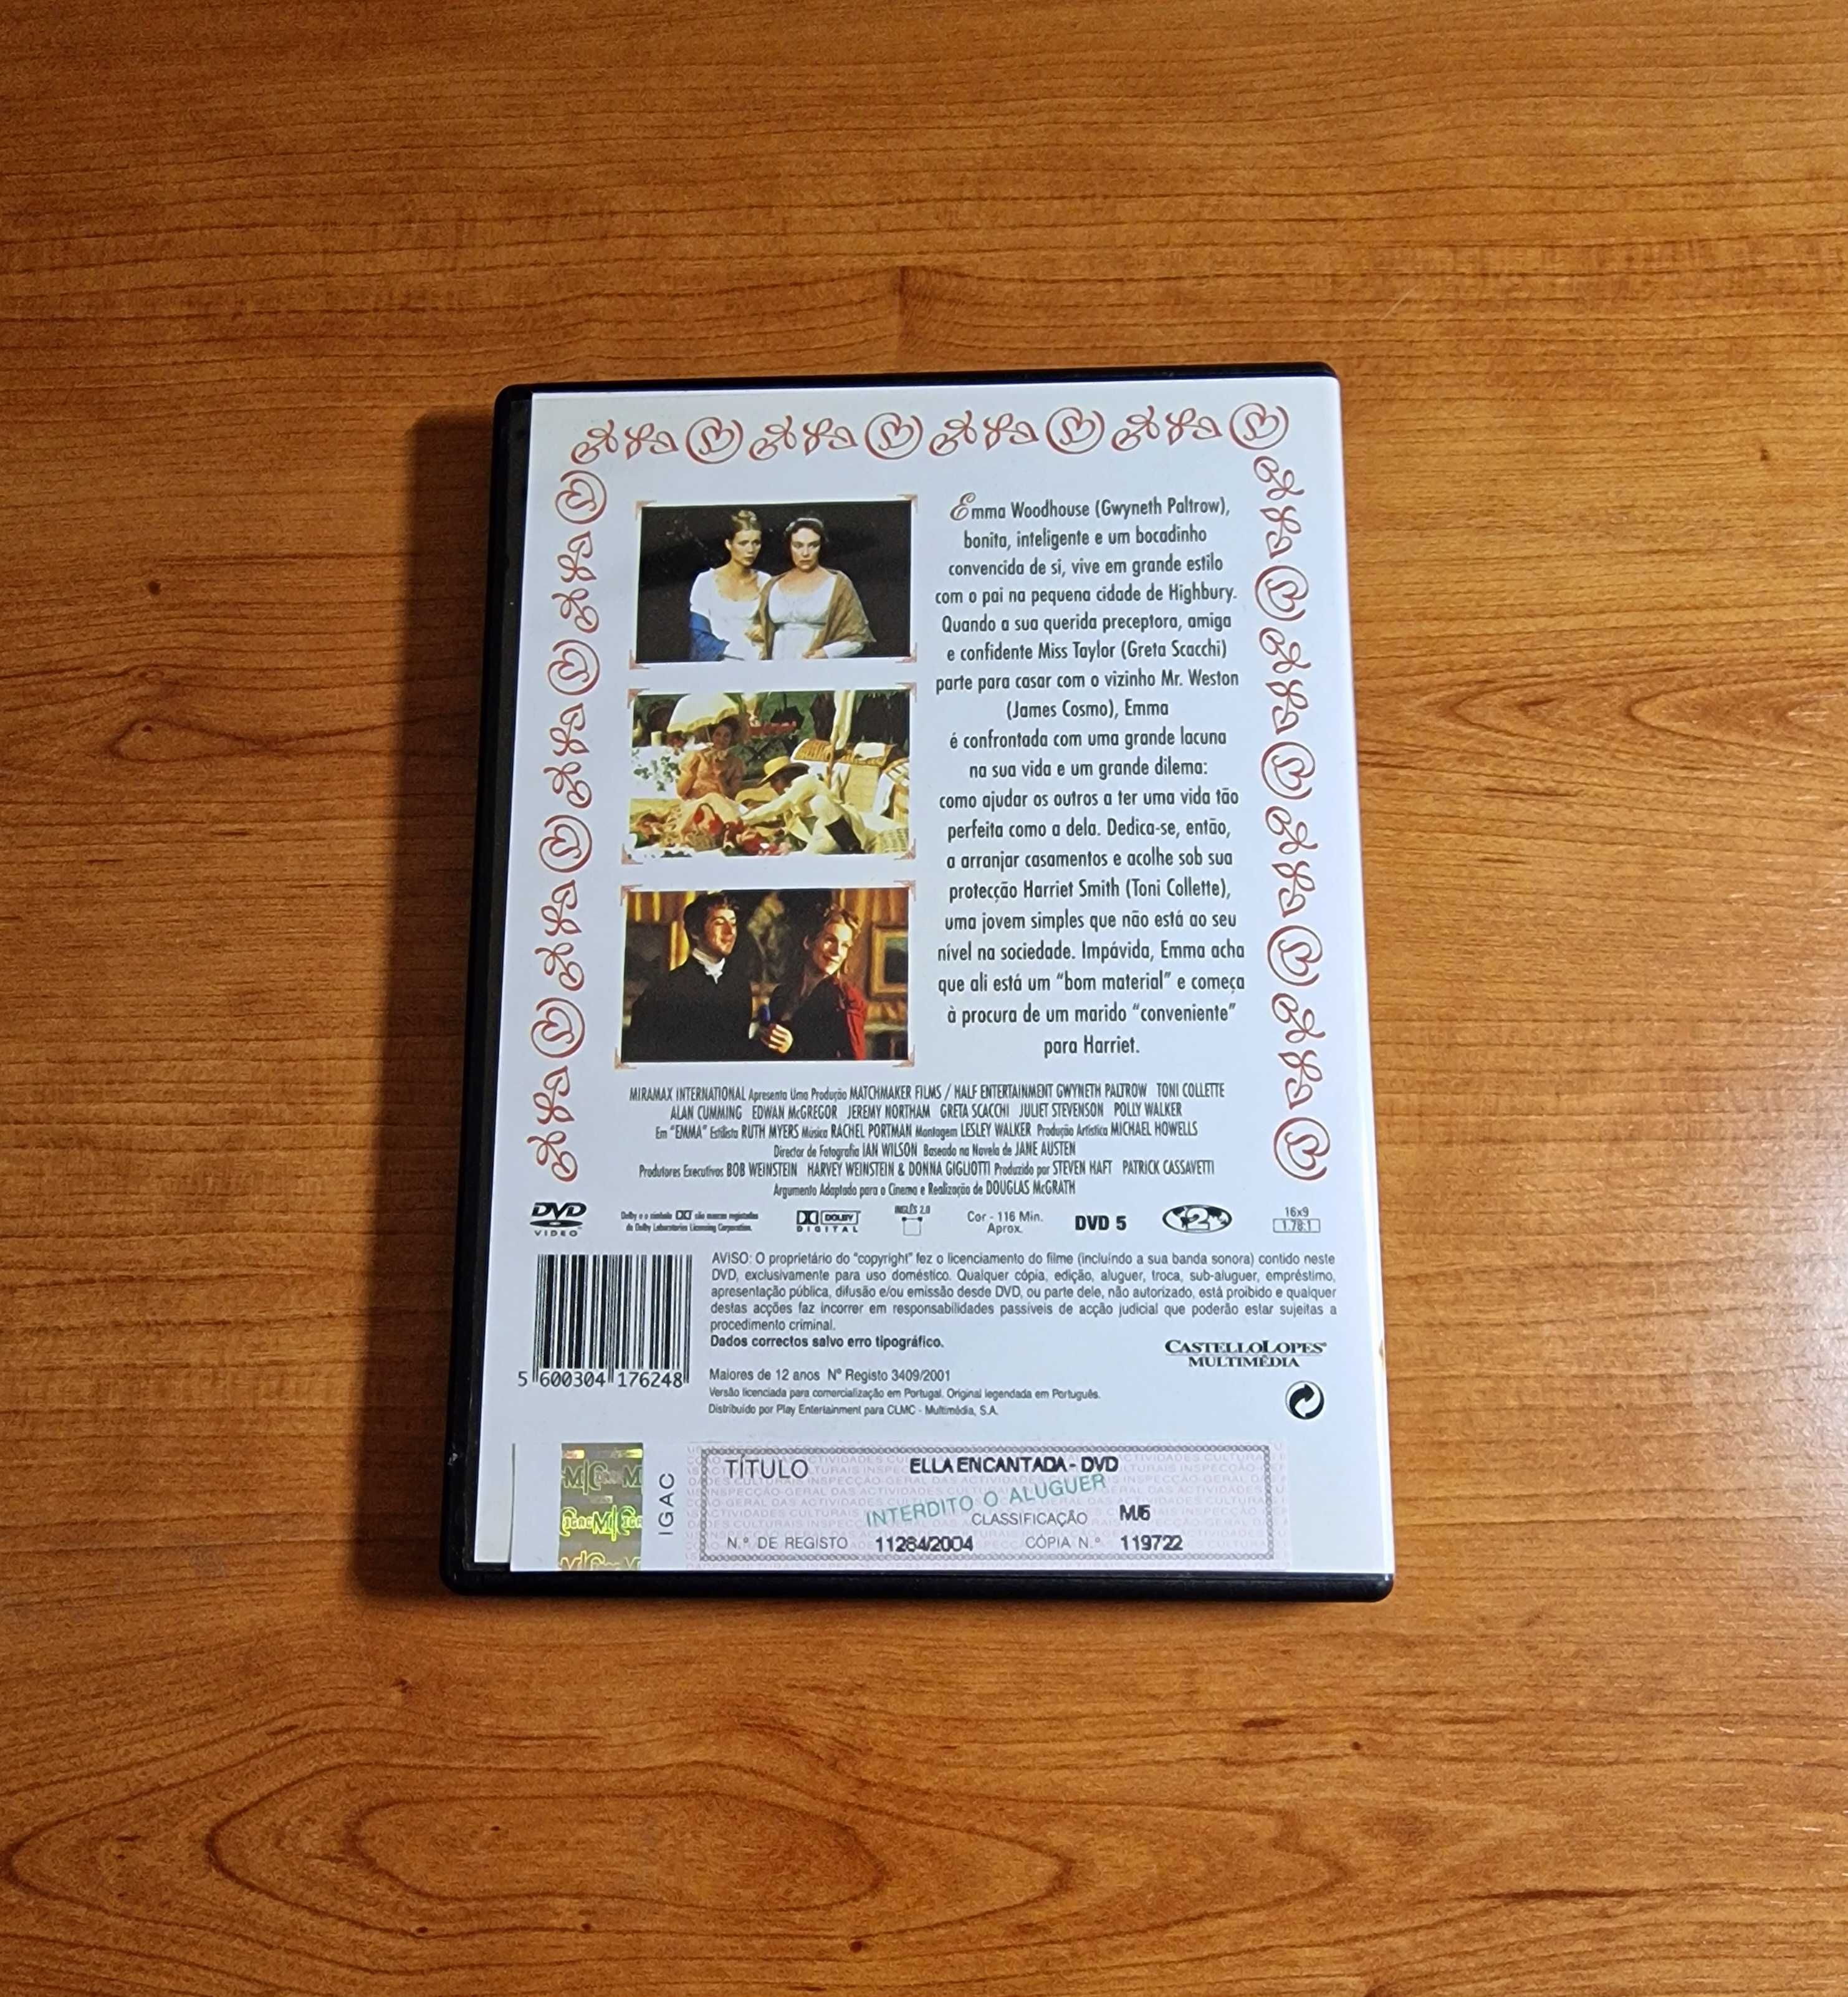 Emma Woodhouse (Gwyneth Paltrow),
bonita, inteligente e um bocadinho
convencida de si, vive em grande estilo
com o pai na pequena cidade de Highbury.
Quando a sua querida preceptora, amiga
e confidente Miss Taylor (Greta Scacchi)
parte para casar com o vizinho Mr. Weston
(James Cosmo), Emma
é confrontada com uma grande lacuna
na sua vida e um grande dilema:
como ajudar os outros a ter uma vida tão
perfeita como a dela. Dedica-se, então,
a arranjar casamentos e acolhe sob sua
protecção Harriet Smith (Toni Collette),
uma jovem simples que não está ao seu
nível na sociedade. Impávida, Emma acha
que ali está um "bom material" e começa
à procura de um marido "conveniente"
para Harriet.
MIRAMAX INTERNATIONAL Apresenta Uma Produção MATCHMAKER FILMS / HALF ENTERTAINMENT GWYNETH PALTROW TONI COLLETTE
ALAN CUMMING EDWAN McGREGOR JEREMY NORTHAM GRETA SCACCHI JULIET STEVENSON POLLY WALKER
Em "EMMA" Estilista RUTH MYERS Música RACHEL PORTMAN Montagem LESLEY WALKER Produção Artística MICHAEL HOWELLS
Director de Fotografia IAN WILSON Baseado na Novela de JANE AUSTEN
Produtores Executivos BOB WEINSTEIN HARVEY WEINSTEIN & DONNA GIGLIOTTI Produzido por STEVEN HAFT PATRICK CASSAVETTI
Argumento Adaptado para o Cinema e Realização de DOUGLAS McGRATH
DVD VIDEO
Dolby e o símbolo são marcas registadas
da Dolby Laboratories Licensing Corporation.
DOLBY DIGITAL
INGLÊS 2.0
Cor - 116 Min.
Aprox.
DVD 5
2
16x9
1.78:1
AVISO: O proprietário do "copyright" fez o licenciamento do filme (incluíndo a sua banda sonora) contido neste
DVD, exclusivamente para uso doméstico. Qualquer cópia, edição, aluguer, troca, sub-aluguer, empréstimo,
apresentação pública, difusão e/ou emissão desde DVD, ou parte dele, não autorizado, está proibido e qualquer
destas acções faz incorrer em responsabilidades passiveis de acção judicial que poderão estar sujeitas a
procedimento criminal.
Dados correctos salvo erro tipográfico.
CASTELLOLOPES®
MULTIMÉDIA
5 600304 176248
Maiores de 12 anos Nº Registo 3409/2001
Versão licenciada para comercialização em Portugal. Original legendada em Português.
Distribuído por Play Entertainment para CLMC - Multimédia, S.A.
IGAC
TÍTULO ELLA ENCANTADA - DVD
INTERDITO O ALUGUER
CLASSIFICAÇÃO M/6
N.º DE REGISTO 11284/2004 CÓPIA N.º 119722